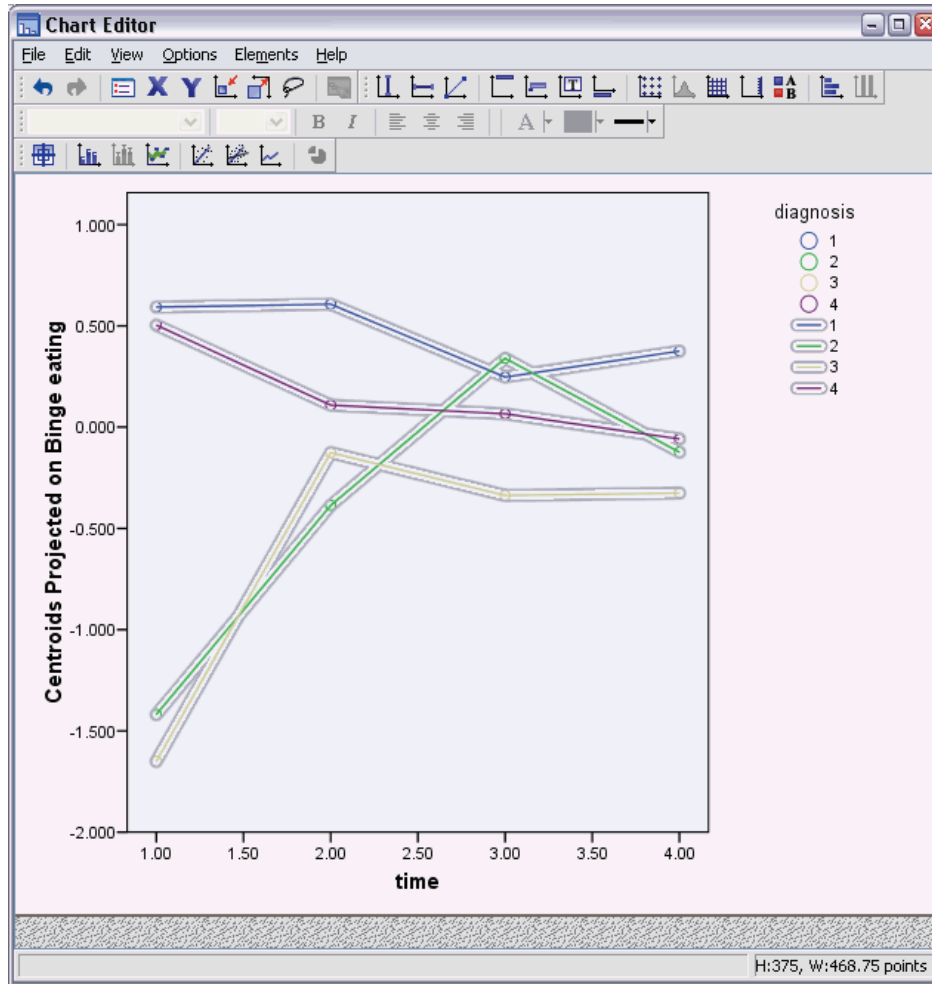 Chart Editor
File Edit View Options Elements Help
X Y T A B
B I A
diagnosis
1
2
3
4
1
2
3
4
Centroids Projected on Binge eating
1.000
0.500
0.000
-0.500
-1.000
-1.500
-2.000
1.00 1.50 2.00 2.50 3.00 3.50 4.00
time
H:375, W:468.75 points